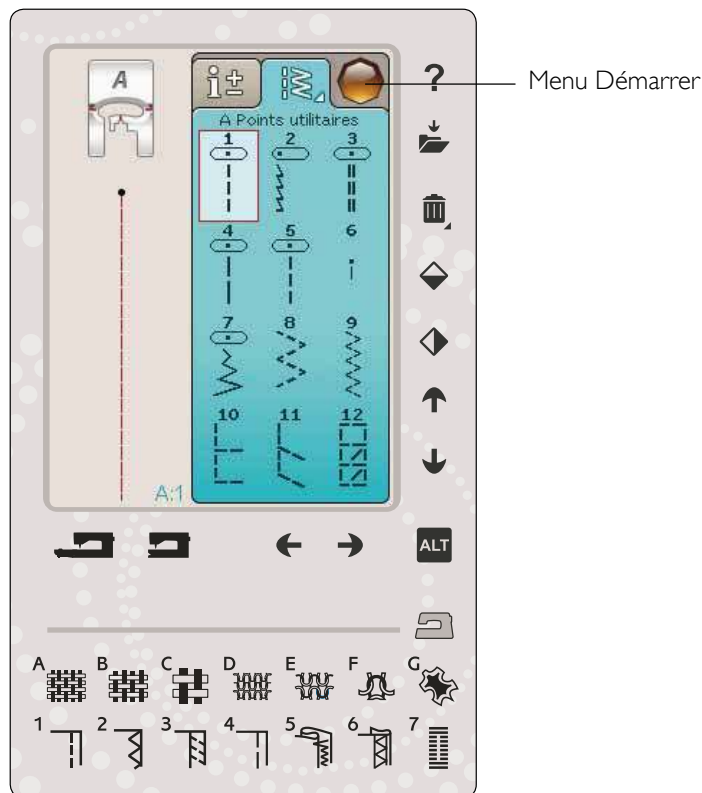 A
?
Menu Démarrer
A Points utilitaires
1 2 3
4 5 6
7 8 9
10 11 12
A:1
ALT
A B C D E F G
1 2 3 4 5 6 7